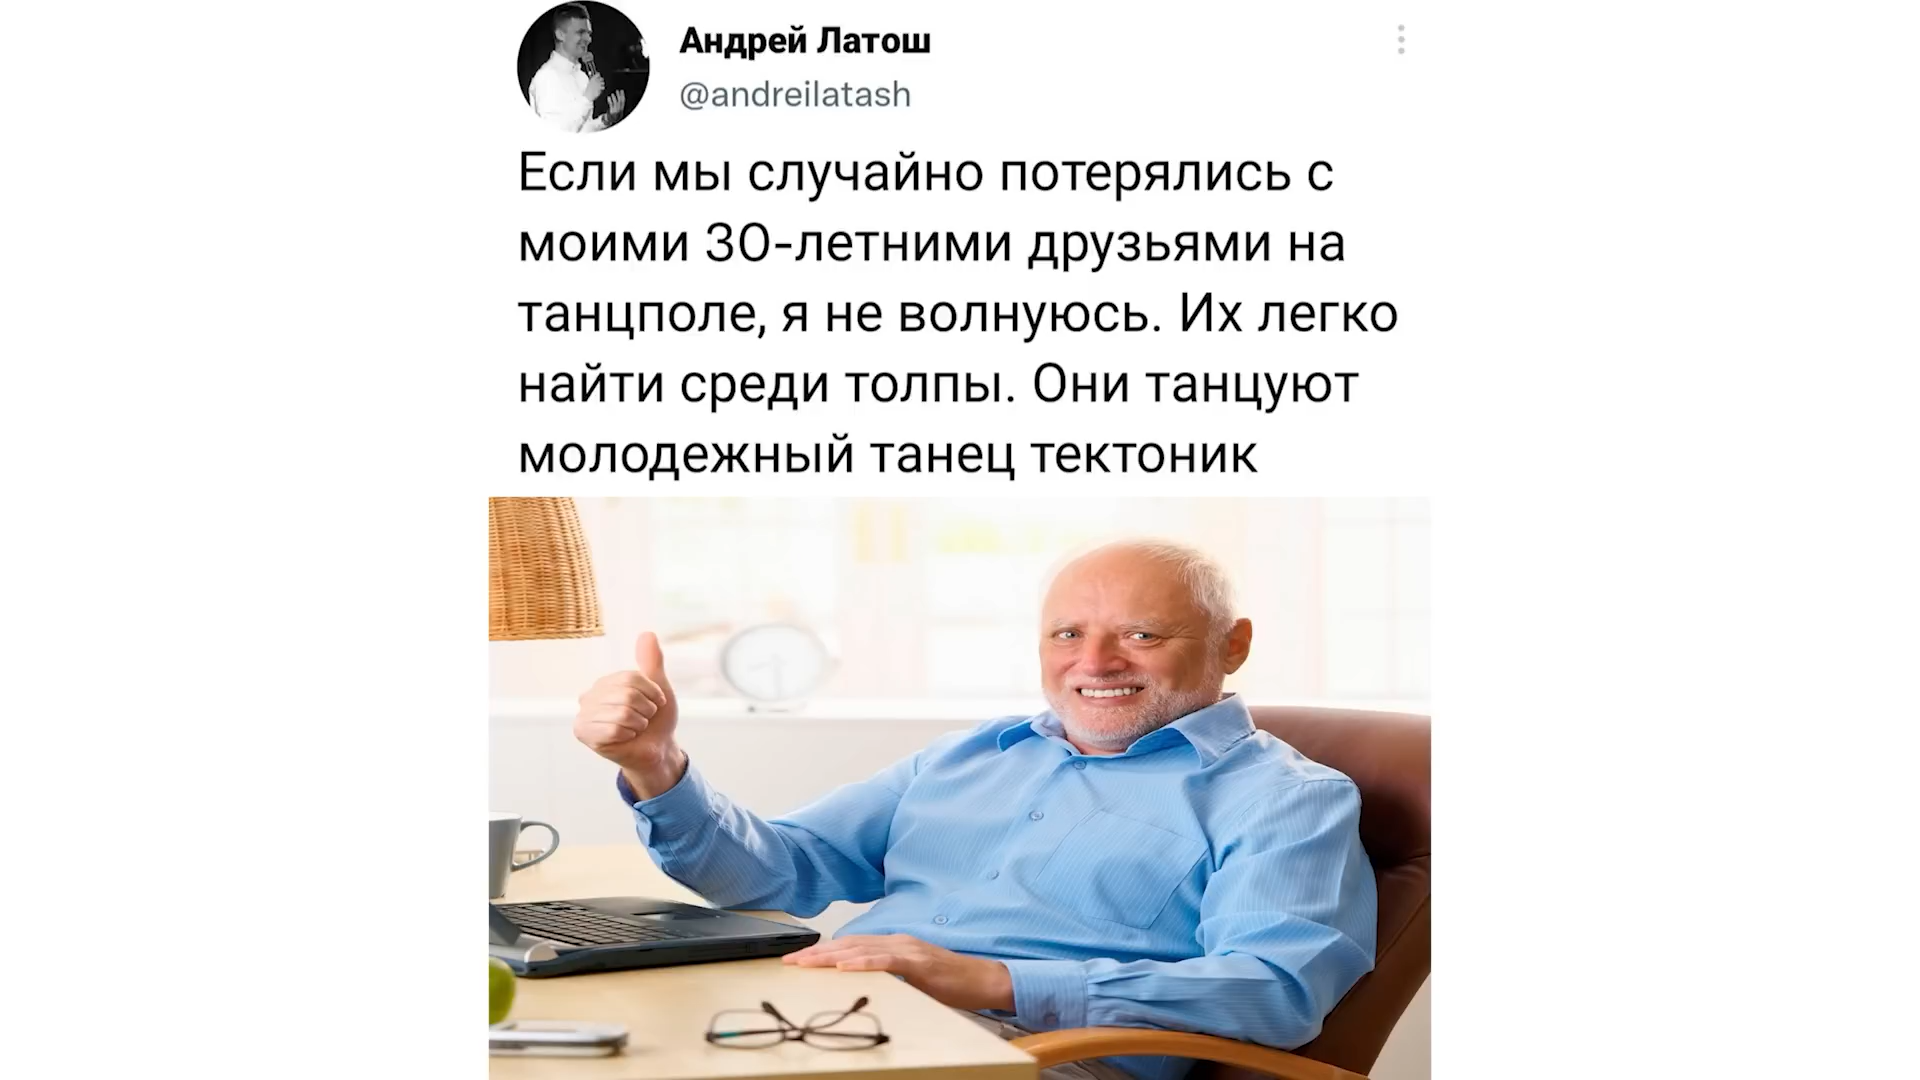 Андрей Латош
@andreilatash
Если мы случайно потерялись с
моими 30-летними друзьями на
танцполе, я не волнуюсь. Их легко
найти среди толпы. Они танцуют
молодежный танец тектоник